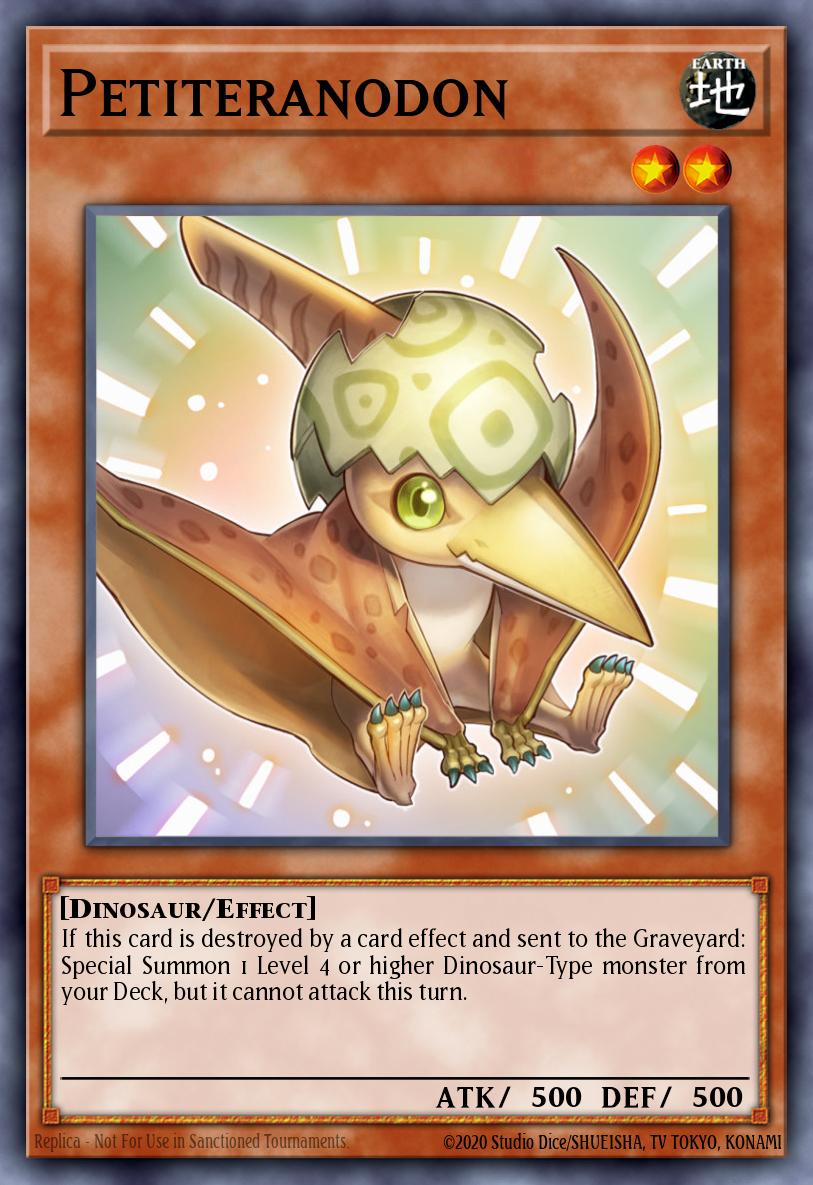 Petiteranodon
EARTH
地
[Dinosaur/Effect]
If this card is destroyed by a card effect and sent to the Graveyard:
Special Summon 1 Level 4 or higher Dinosaur-Type monster from
your Deck, but it cannot attack this turn.
ATK/ 500 DEF/ 500
Replica - Not For Use in Sanctioned Tournaments.
©2020 Studio Dice/SHUEISHA, TV TOKYO, KONAMI